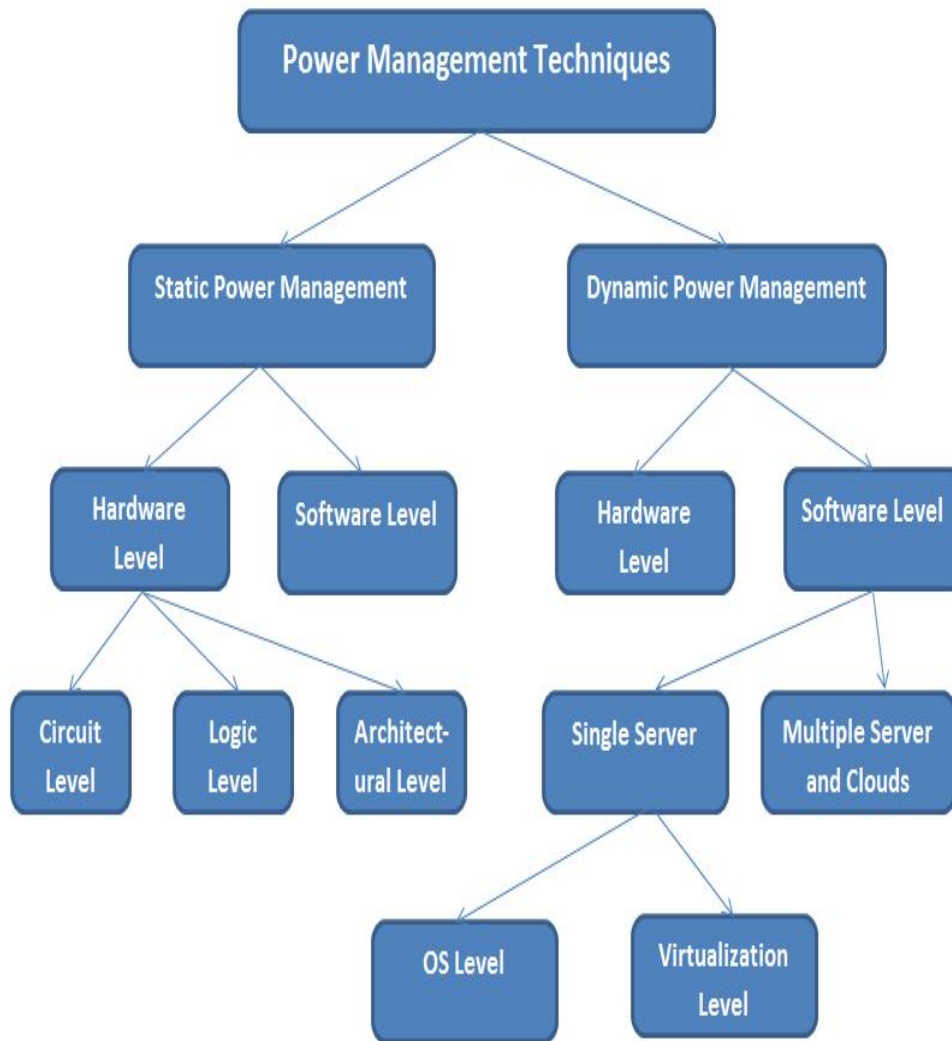 Power Management Techniques
Static Power Management
Dynamic Power Management
Hardware
Level
Software Level
Hardware
Level
Software Level
Circuit
Level
Logic
Level
Architect-
ural Level
Single Server
Multiple Server
and Clouds
OS Level
Virtualization
Level